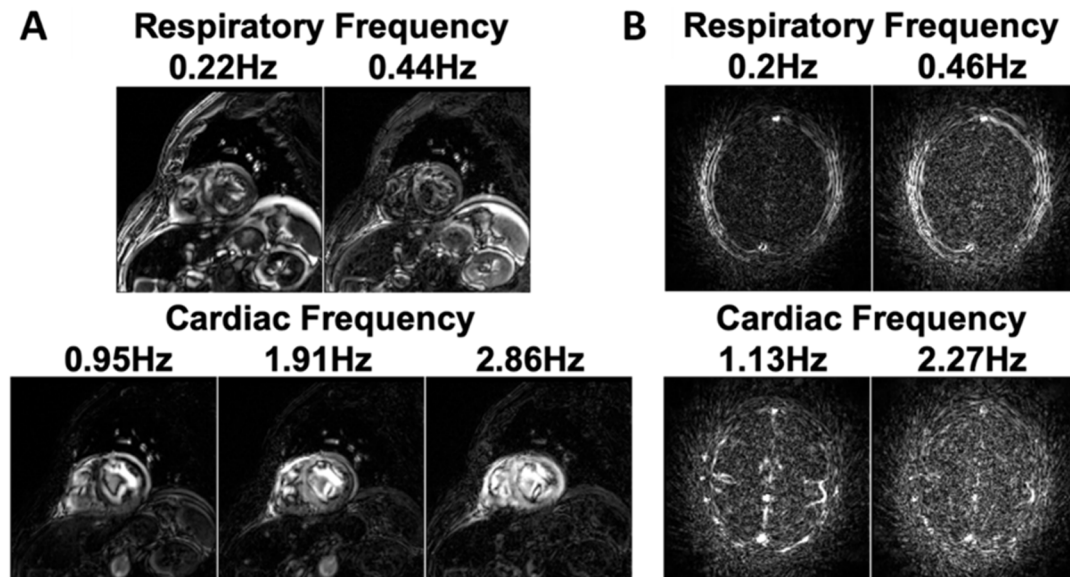 A
Respiratory Frequency
0.22Hz 0.44Hz
Cardiac Frequency
0.95Hz 1.91Hz 2.86Hz
B
Respiratory Frequency
0.2Hz 0.46Hz
Cardiac Frequency
1.13Hz 2.27Hz